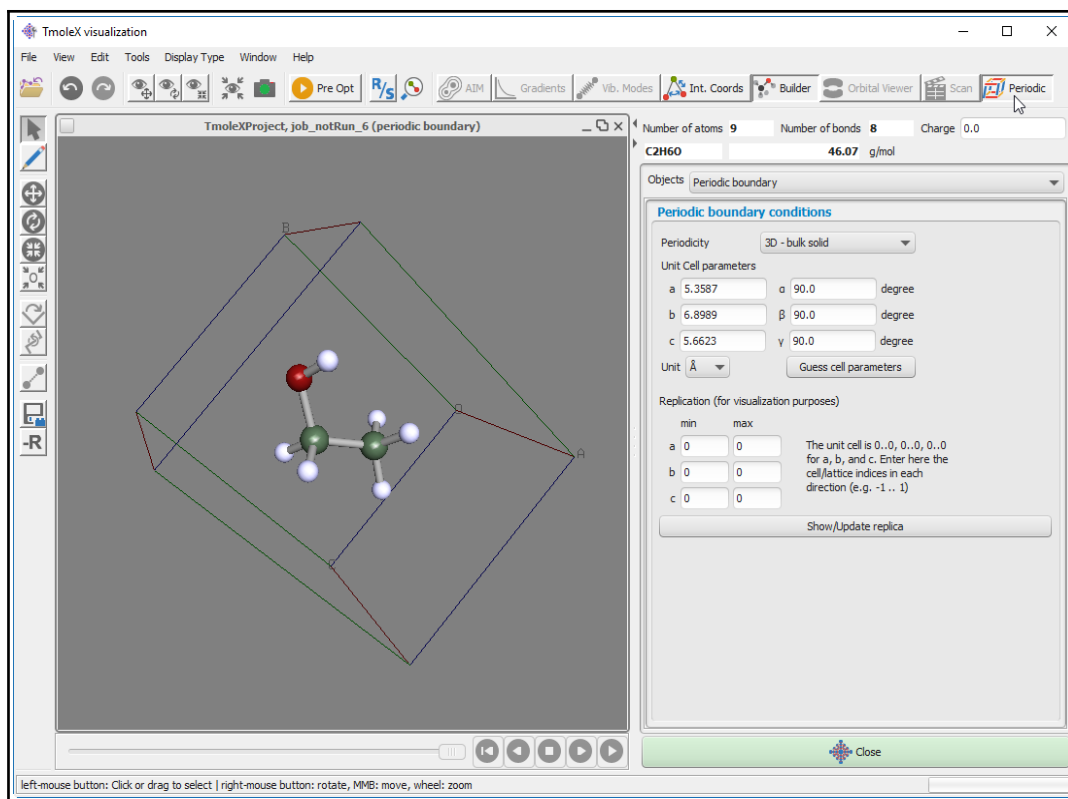 TmoleX visualization
File View Edit Tools Display Type Window Help
Pre Opt R/S AIM Gradients Vib. Modes Int. Coords Builder Orbital Viewer Scan Periodic
TmoleXProject, job_notRun_6 (periodic boundary)
Number of atoms 9 Number of bonds 8 Charge 0.0
C2H6O 46.07 g/mol
Objects Periodic boundary
Periodic boundary conditions
Periodicity 3D - bulk solid
Unit Cell parameters
a 5.3587 α 90.0 degree
b 6.8989 β 90.0 degree
c 5.6623 γ 90.0 degree
Unit Å Guess cell parameters
Replication (for visualization purposes)
min max
a 0 0
b 0 0
c 0 0
The unit cell is 0..0, 0..0, 0..0
for a, b, and c. Enter here the
cell/lattice indices in each
direction (e.g. -1 .. 1)
Show/Update replica
B
O
A
C
-R
Close
left-mouse button: Click or drag to select | right-mouse button: rotate, MMB: move, wheel: zoom